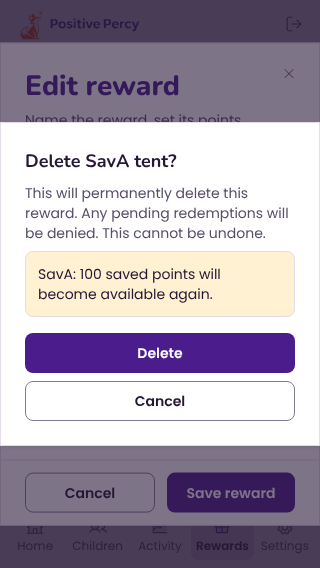 Positive Percy
Edit reward
Name the reward, set its points
Delete SavA tent?
This will permanently delete this
reward. Any pending redemptions will
be denied. This cannot be undone.
SavA: 100 saved points will
become available again.
Delete
Cancel
Cancel
Save reward
Home
Children
Activity
Rewards
Settings